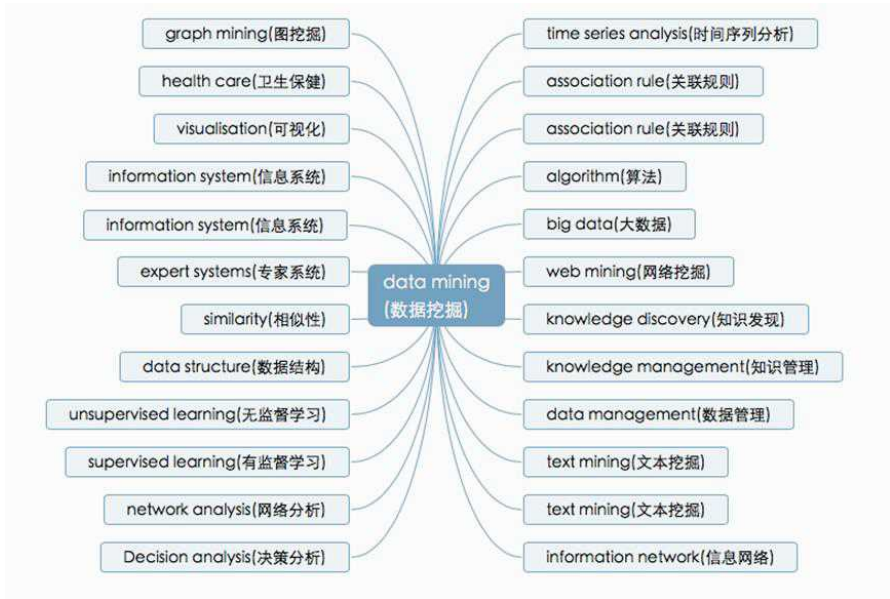 graph mining(图挖掘)
health care(卫生保健)
visualisation(可视化)
information system(信息系统)
information system(信息系统)
expert systems(专家系统)
similarity(相似性)
data structure(数据结构)
unsupervised learning(无监督学习)
supervised learning(有监督学习)
network analysis(网络分析)
Decision analysis(决策分析)
data mining
(数据挖掘)
time series analysis(时间序列分析)
association rule(关联规则)
association rule(关联规则)
algorithm(算法)
big data(大数据)
web mining(网络挖掘)
knowledge discovery(知识发现)
knowledge management(知识管理)
data management(数据管理)
text mining(文本挖掘)
text mining(文本挖掘)
information network(信息网络)